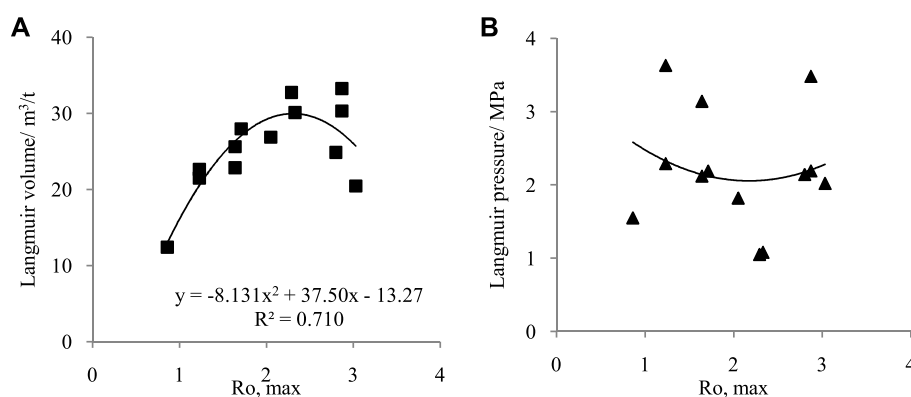 A
Langmuir volume/ m³/t
40
30
20
10
0
y = -8.131x² + 37.50x - 13.27
R² = 0.710
0 1 2 3 4
Ro, max
B
Langmuir pressure/ MPa
4
3
2
1
0
0 1 2 3 4
Ro, max